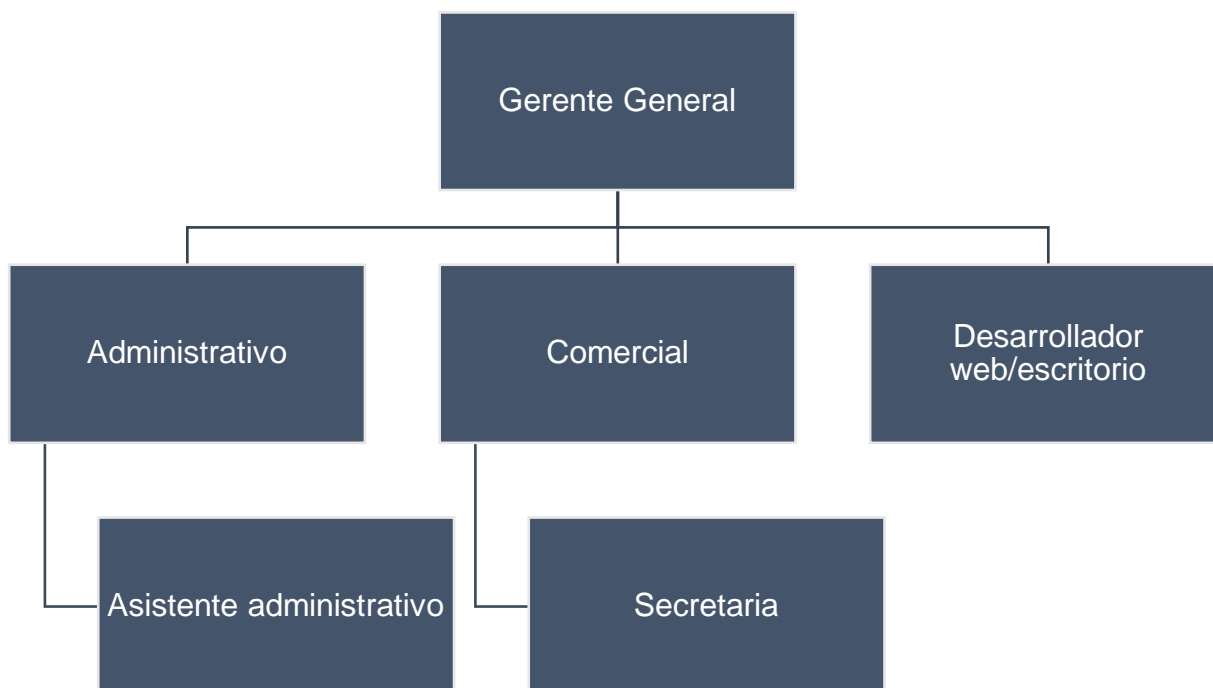 Gerente General
Administrativo
Comercial
Desarrollador
web/escritorio
Asistente administrativo
Secretaria